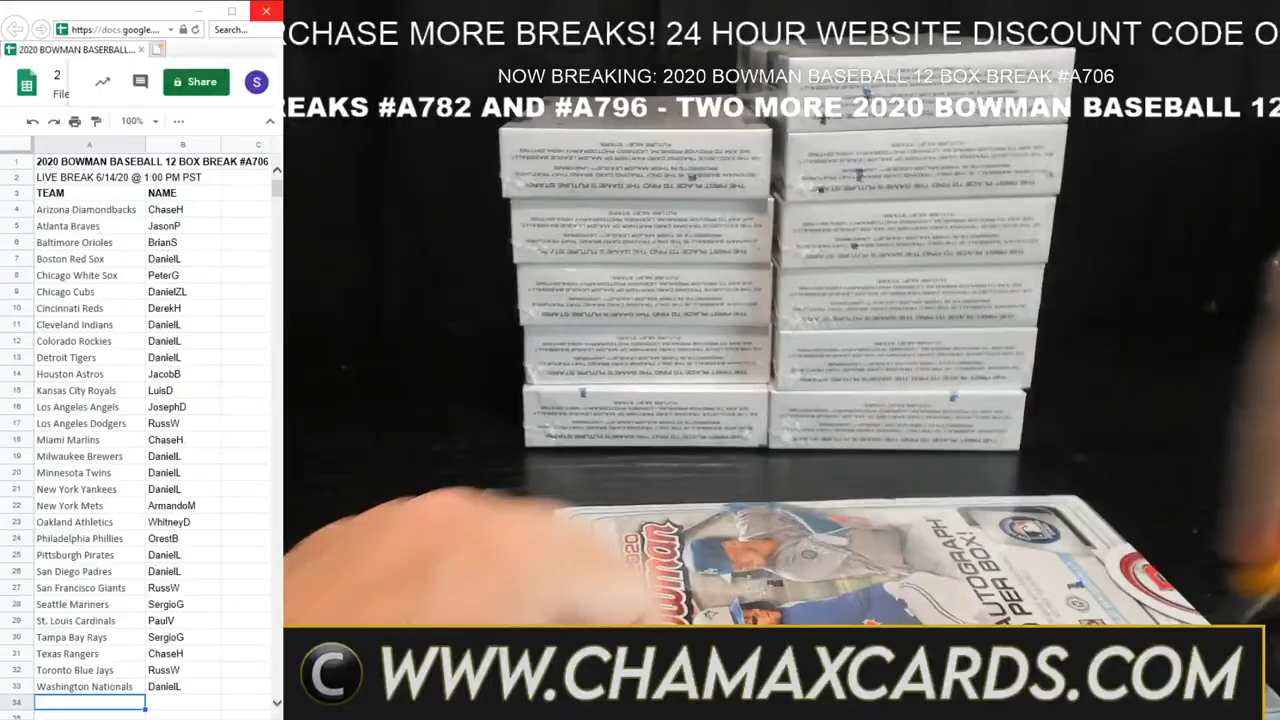 https://docs.google....
Search...
2020 BOWMAN BASEBALL...
RCHASE MORE BREAKS! 24 HOUR WEBSITE DISCOUNT CODE O
NOW BREAKING: 2020 BOWMAN BASEBALL 12 BOX BREAK #A706
REAKS #A782 AND #A796 - TWO MORE 2020 BOWMAN BASEBALL 12
2
File
Share
S
100%
A B C
1 2020 BOWMAN BASEBALL 12 BOX BREAK #A706
2 LIVE BREAK 6/14/20 @ 1:00 PM PST
3 TEAM NAME
4 Arizona Diamondbacks ChaseH
5 Atlanta Braves JasonP
6 Baltimore Orioles BrianS
7 Boston Red Sox DanielL
8 Chicago White Sox PeterG
9 Chicago Cubs DanielZL
10 Cincinnati Reds DerekH
11 Cleveland Indians DanielL
12 Colorado Rockies DanielL
13 Detroit Tigers DanielL
14 Houston Astros JacobB
15 Kansas City Royals LuisD
16 Los Angeles Angels JosephD
17 Los Angeles Dodgers RussW
18 Miami Marlins ChaseH
19 Milwaukee Brewers DanielL
20 Minnesota Twins DanielL
21 New York Yankees DanielL
22 New York Mets ArmandoM
23 Oakland Athletics WhitneyD
24 Philadelphia Phillies OrestB
25 Pittsburgh Pirates DanielL
26 San Diego Padres DanielL
27 San Francisco Giants RussW
28 Seattle Mariners SergioG
29 St. Louis Cardinals PaulV
30 Tampa Bay Rays SergioG
31 Texas Rangers ChaseH
32 Toronto Blue Jays RussW
33 Washington Nationals DanielL
34
2020
owman
AUTOGRAPH
PER BOX!
C WWW.CHAMAXCARDS.COM